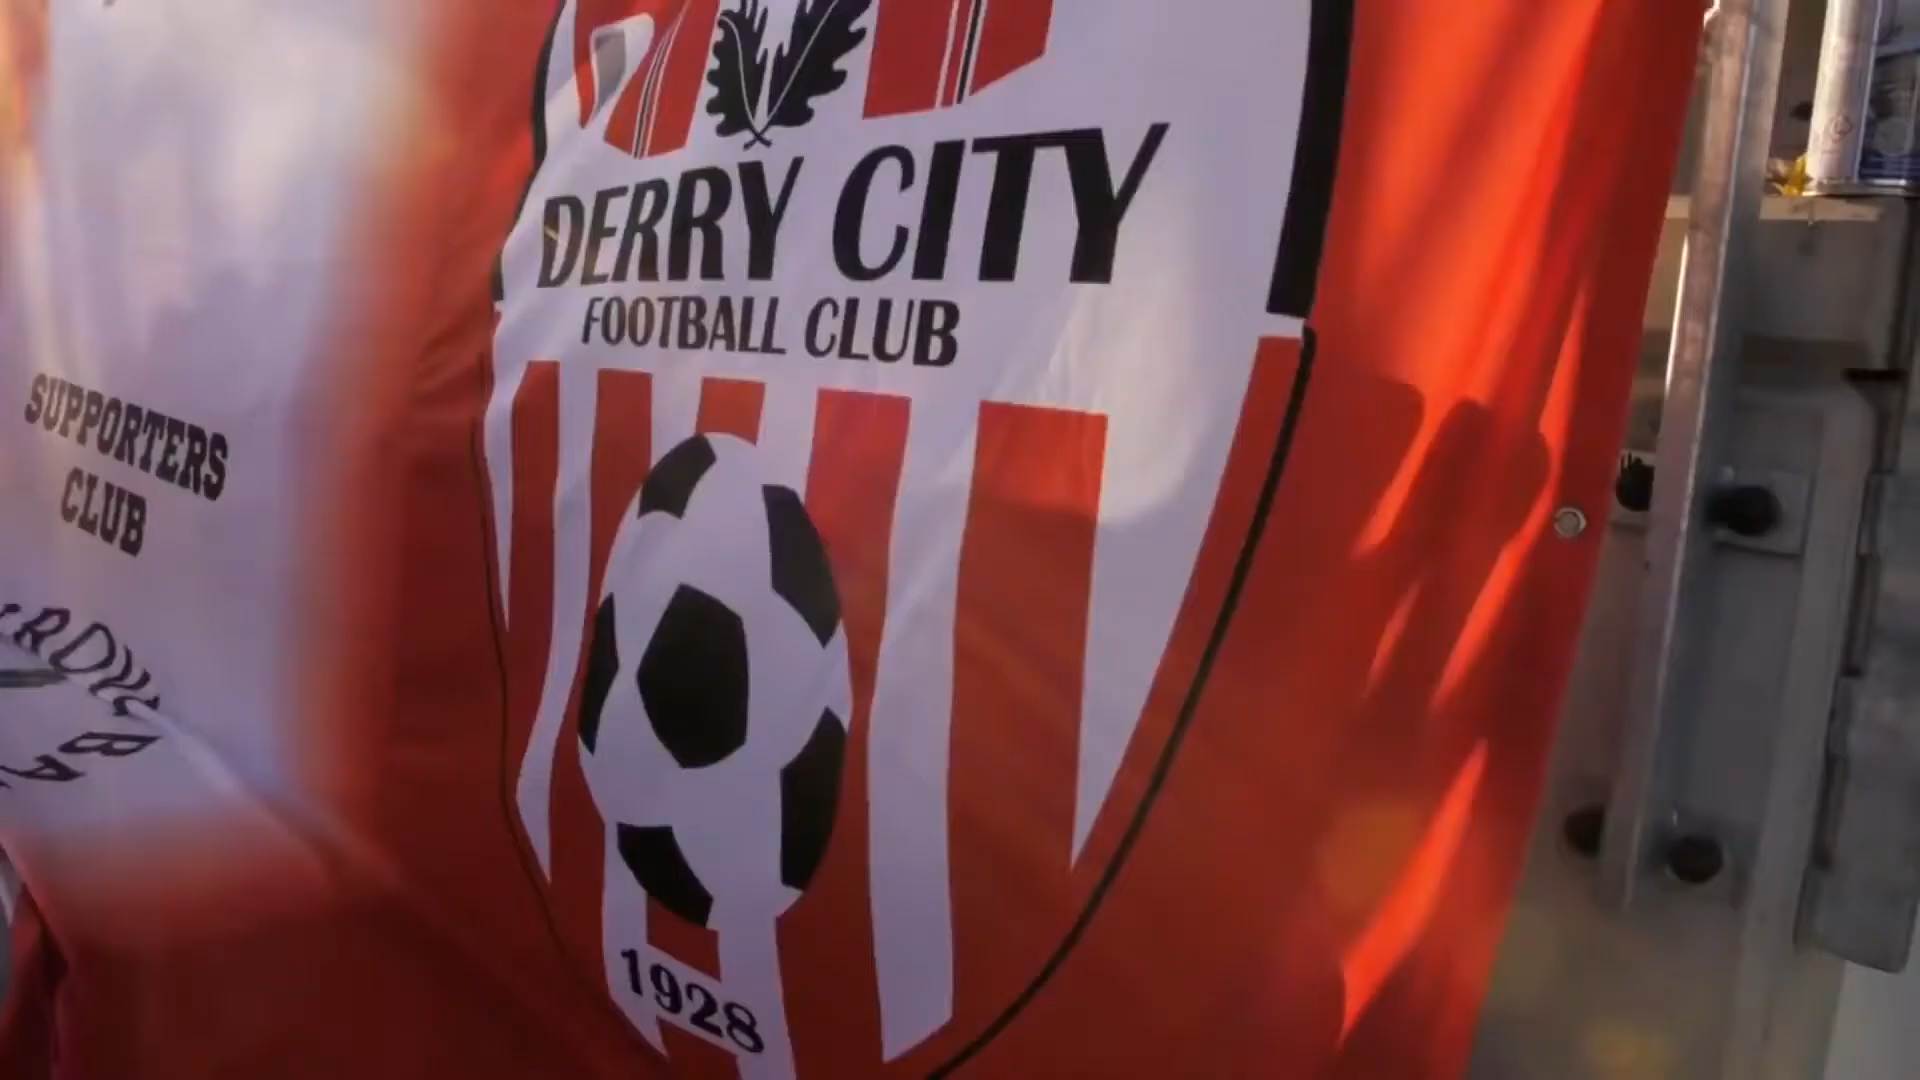 DERRY CITY
FOOTBALL CLUB
1928
SUPPORTERS
CLUB